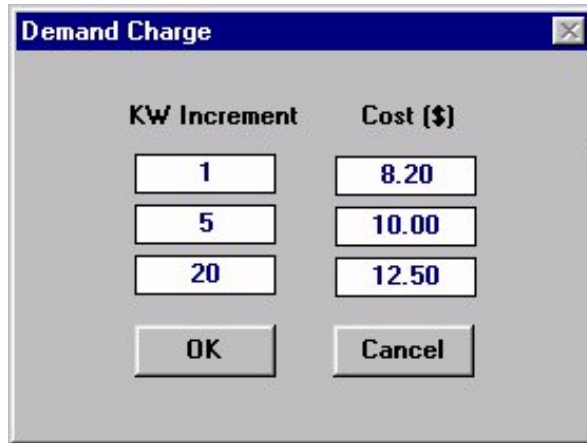 Demand Charge
KW Increment Cost ($)
1 8.20
5 10.00
20 12.50
OK Cancel